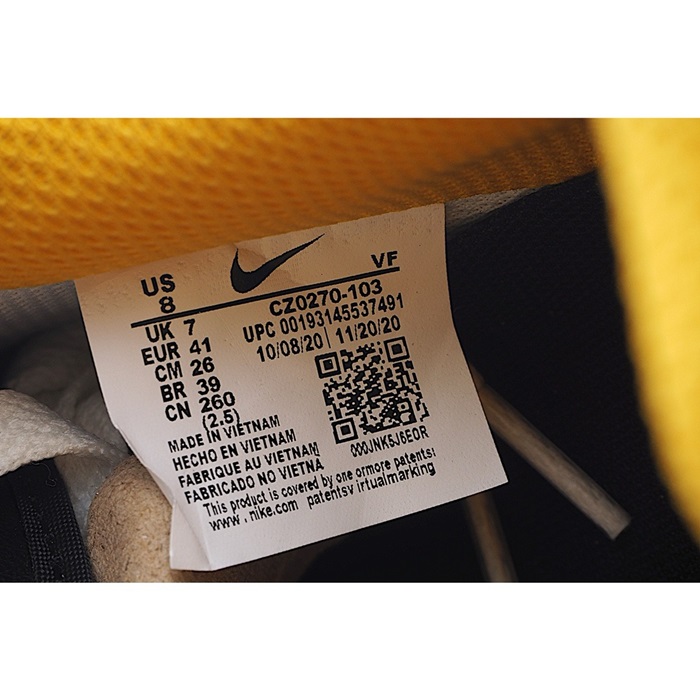 US
8
VF
UK 7
EUR 41
CM 26
BR 39
CN 260
(2.5)
CZ0270-103
UPC 00193145537491
10/08/20 11/20/20
000JNK5J6EOR
MADE IN VIETNAM
HECHO EN VIETNAM
FABRIQUE AU VIETNAM
FABRICADO NO VIETNA
This product is covered by one ormore patents:
www . nike.com patentsv irtualmarking